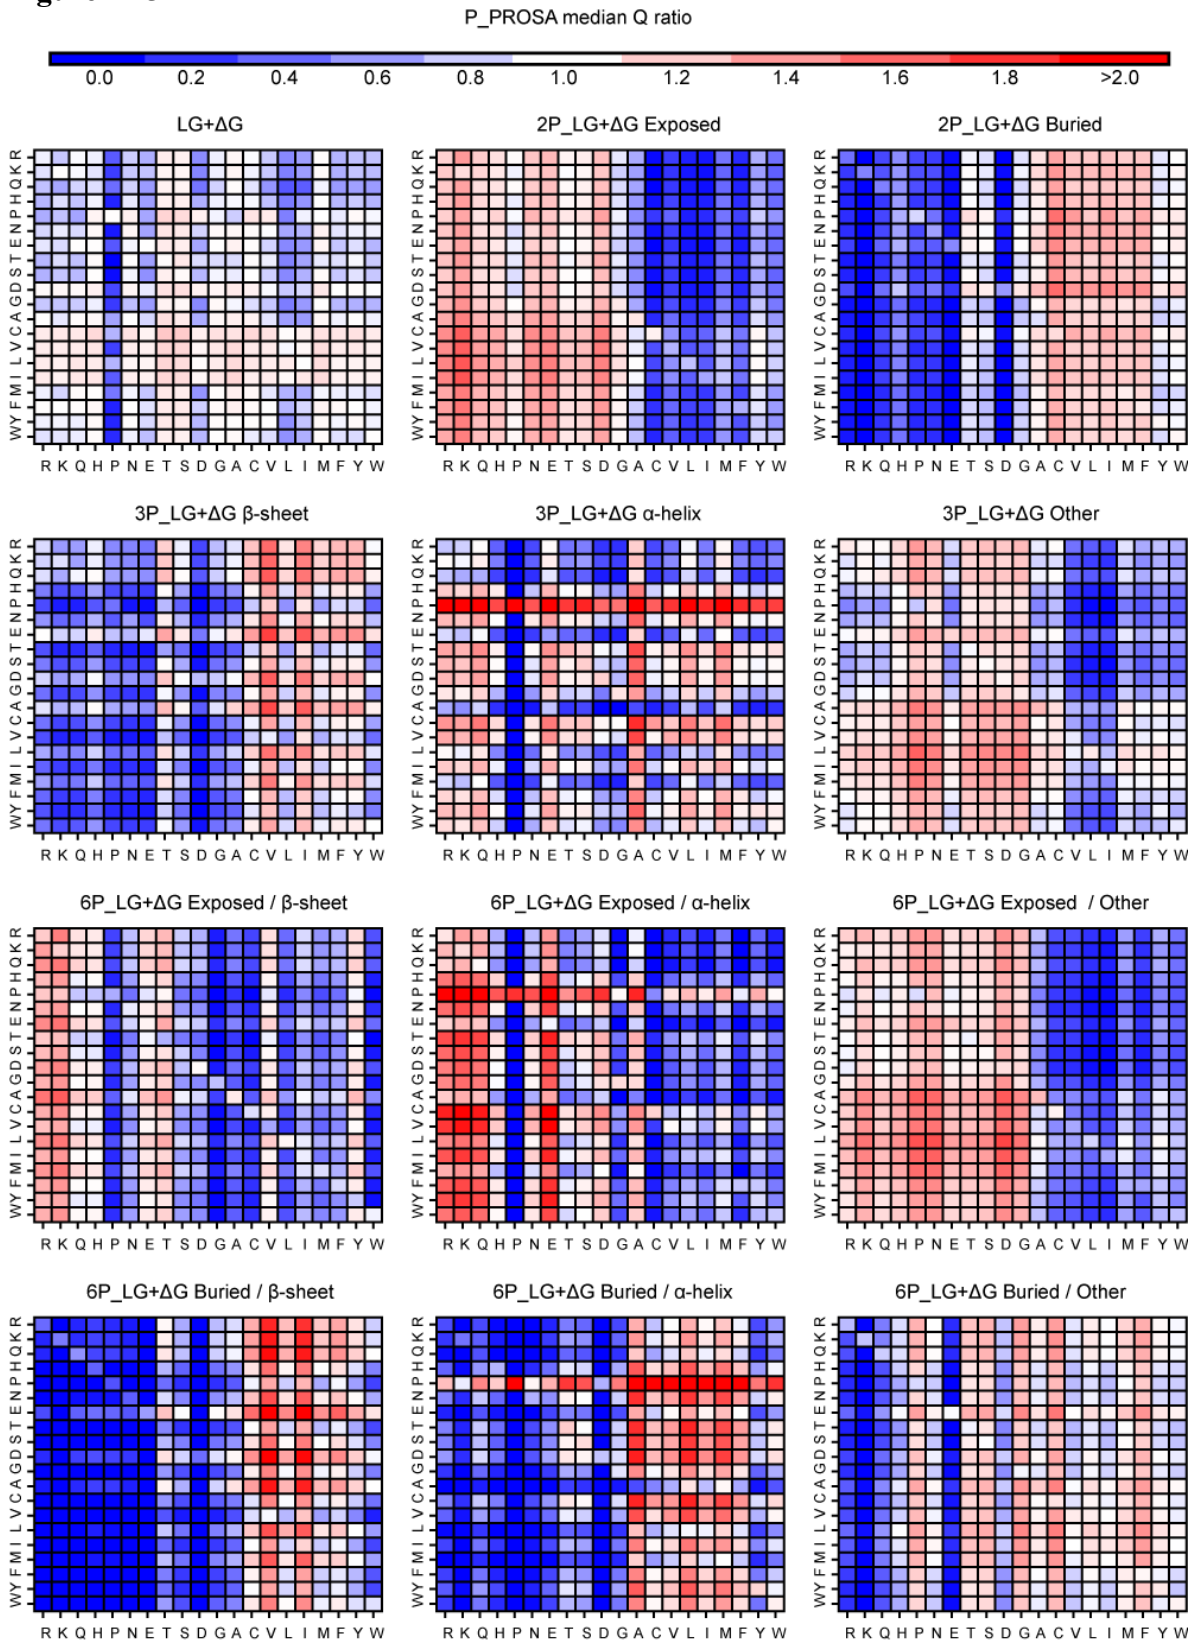 P_PROSA median Q ratio
0.0 0.2 0.4 0.6 0.8 1.0 1.2 1.4 1.6 1.8 >2.0
LG+ΔG
W Y F M I L V C A G D S T E N P H Q K R
R K Q H P N E T S D G A C V L I M F Y W
2P_LG+ΔG Exposed
W Y F M I L V C A G D S T E N P H Q K R
R K Q H P N E T S D G A C V L I M F Y W
2P_LG+ΔG Buried
W Y F M I L V C A G D S T E N P H Q K R
R K Q H P N E T S D G A C V L I M F Y W
3P_LG+ΔG β-sheet
W Y F M I L V C A G D S T E N P H Q K R
R K Q H P N E T S D G A C V L I M F Y W
3P_LG+ΔG α-helix
W Y F M I L V C A G D S T E N P H Q K R
R K Q H P N E T S D G A C V L I M F Y W
3P_LG+ΔG Other
W Y F M I L V C A G D S T E N P H Q K R
R K Q H P N E T S D G A C V L I M F Y W
6P_LG+ΔG Exposed / β-sheet
W Y F M I L V C A G D S T E N P H Q K R
R K Q H P N E T S D G A C V L I M F Y W
6P_LG+ΔG Exposed / α-helix
W Y F M I L V C A G D S T E N P H Q K R
R K Q H P N E T S D G A C V L I M F Y W
6P_LG+ΔG Exposed / Other
W Y F M I L V C A G D S T E N P H Q K R
R K Q H P N E T S D G A C V L I M F Y W
6P_LG+ΔG Buried / β-sheet
W Y F M I L V C A G D S T E N P H Q K R
R K Q H P N E T S D G A C V L I M F Y W
6P_LG+ΔG Buried / α-helix
W Y F M I L V C A G D S T E N P H Q K R
R K Q H P N E T S D G A C V L I M F Y W
6P_LG+ΔG Buried / Other
W Y F M I L V C A G D S T E N P H Q K R
R K Q H P N E T S D G A C V L I M F Y W